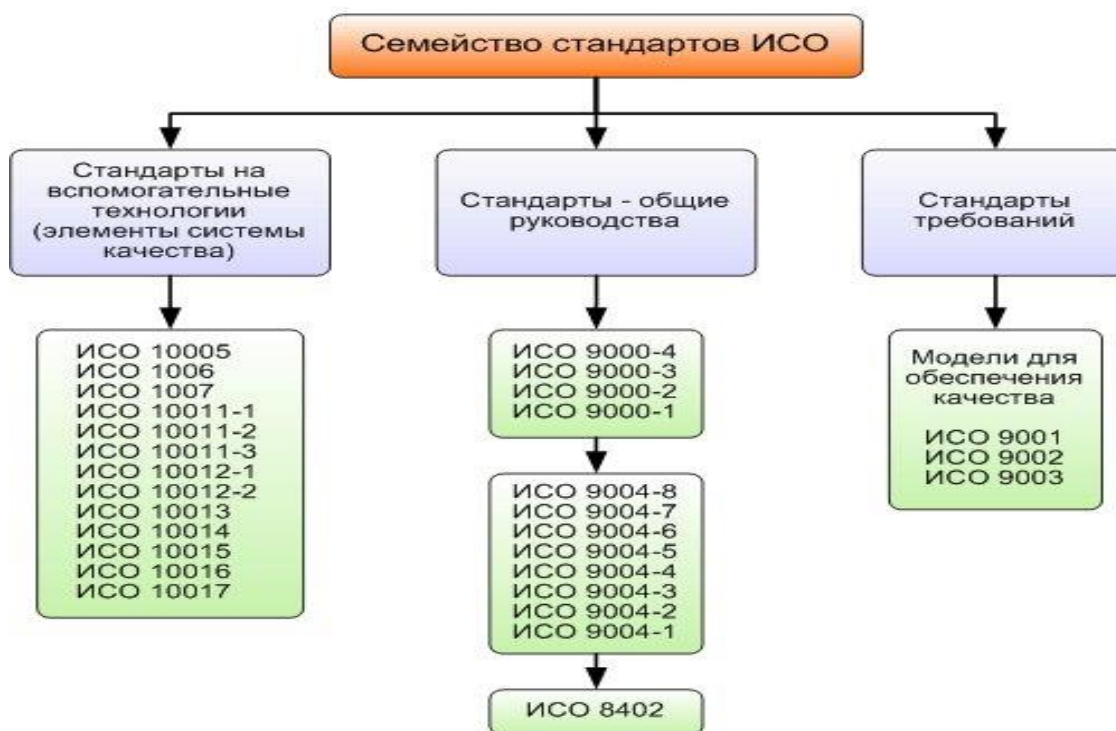 Семейство стандартов ИСО
Стандарты на
вспомогательные
технологии
(элементы системы
качества)
ИСО 10005
ИСО 1006
ИСО 1007
ИСО 10011-1
ИСО 10011-2
ИСО 10011-3
ИСО 10012-1
ИСО 10012-2
ИСО 10013
ИСО 10014
ИСО 10015
ИСО 10016
ИСО 10017
Стандарты - общие
руководства
ИСО 9000-4
ИСО 9000-3
ИСО 9000-2
ИСО 9000-1
ИСО 9004-8
ИСО 9004-7
ИСО 9004-6
ИСО 9004-5
ИСО 9004-4
ИСО 9004-3
ИСО 9004-2
ИСО 9004-1
ИСО 8402
Стандарты
требований
Модели для
обеспечения
качества
ИСО 9001
ИСО 9002
ИСО 9003